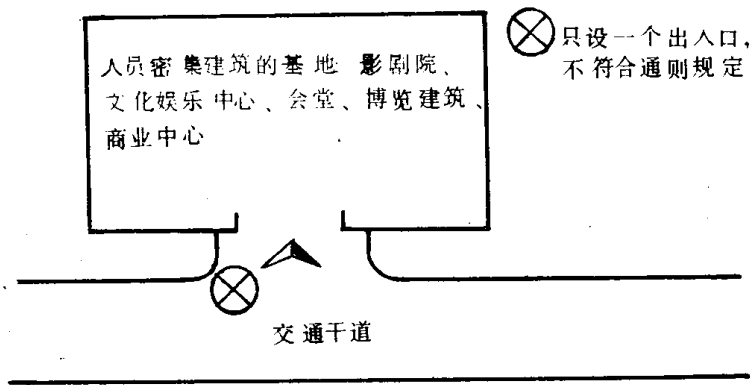 人员密集建筑的基地 影剧院、
文化娱乐中心、会堂、博览建筑、
商业中心
只设一个出入口，
不符合通则规定
交通干道